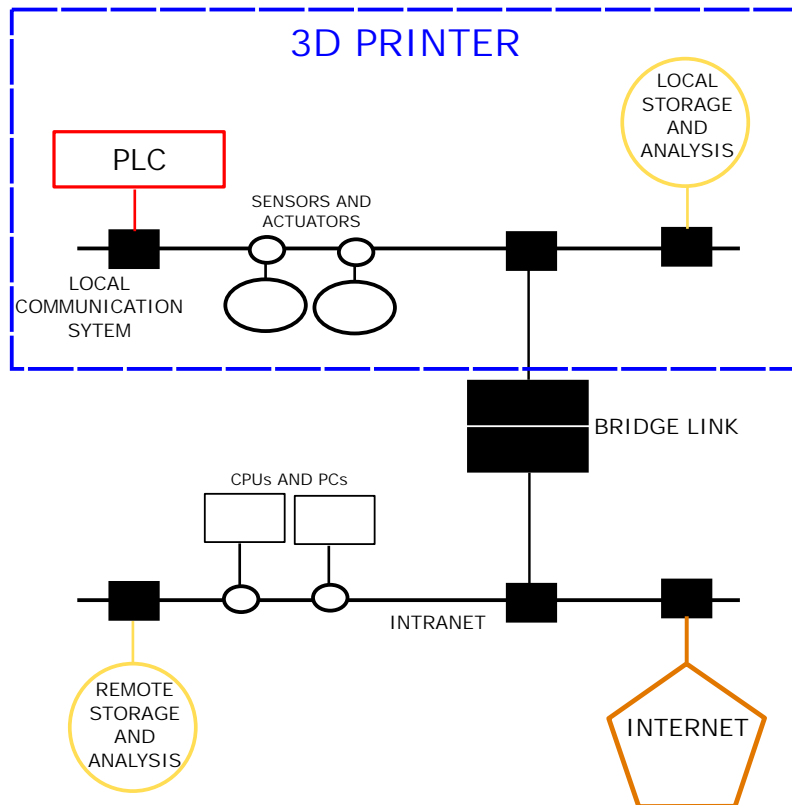 3D PRINTER
LOCAL
STORAGE
AND
ANALYSIS
PLC
SENSORS AND
ACTUATORS
LOCAL
COMMUNICATION
SYTEM
BRIDGE LINK
CPUs AND PCs
INTRANET
REMOTE
STORAGE
AND
ANALYSIS
INTERNET